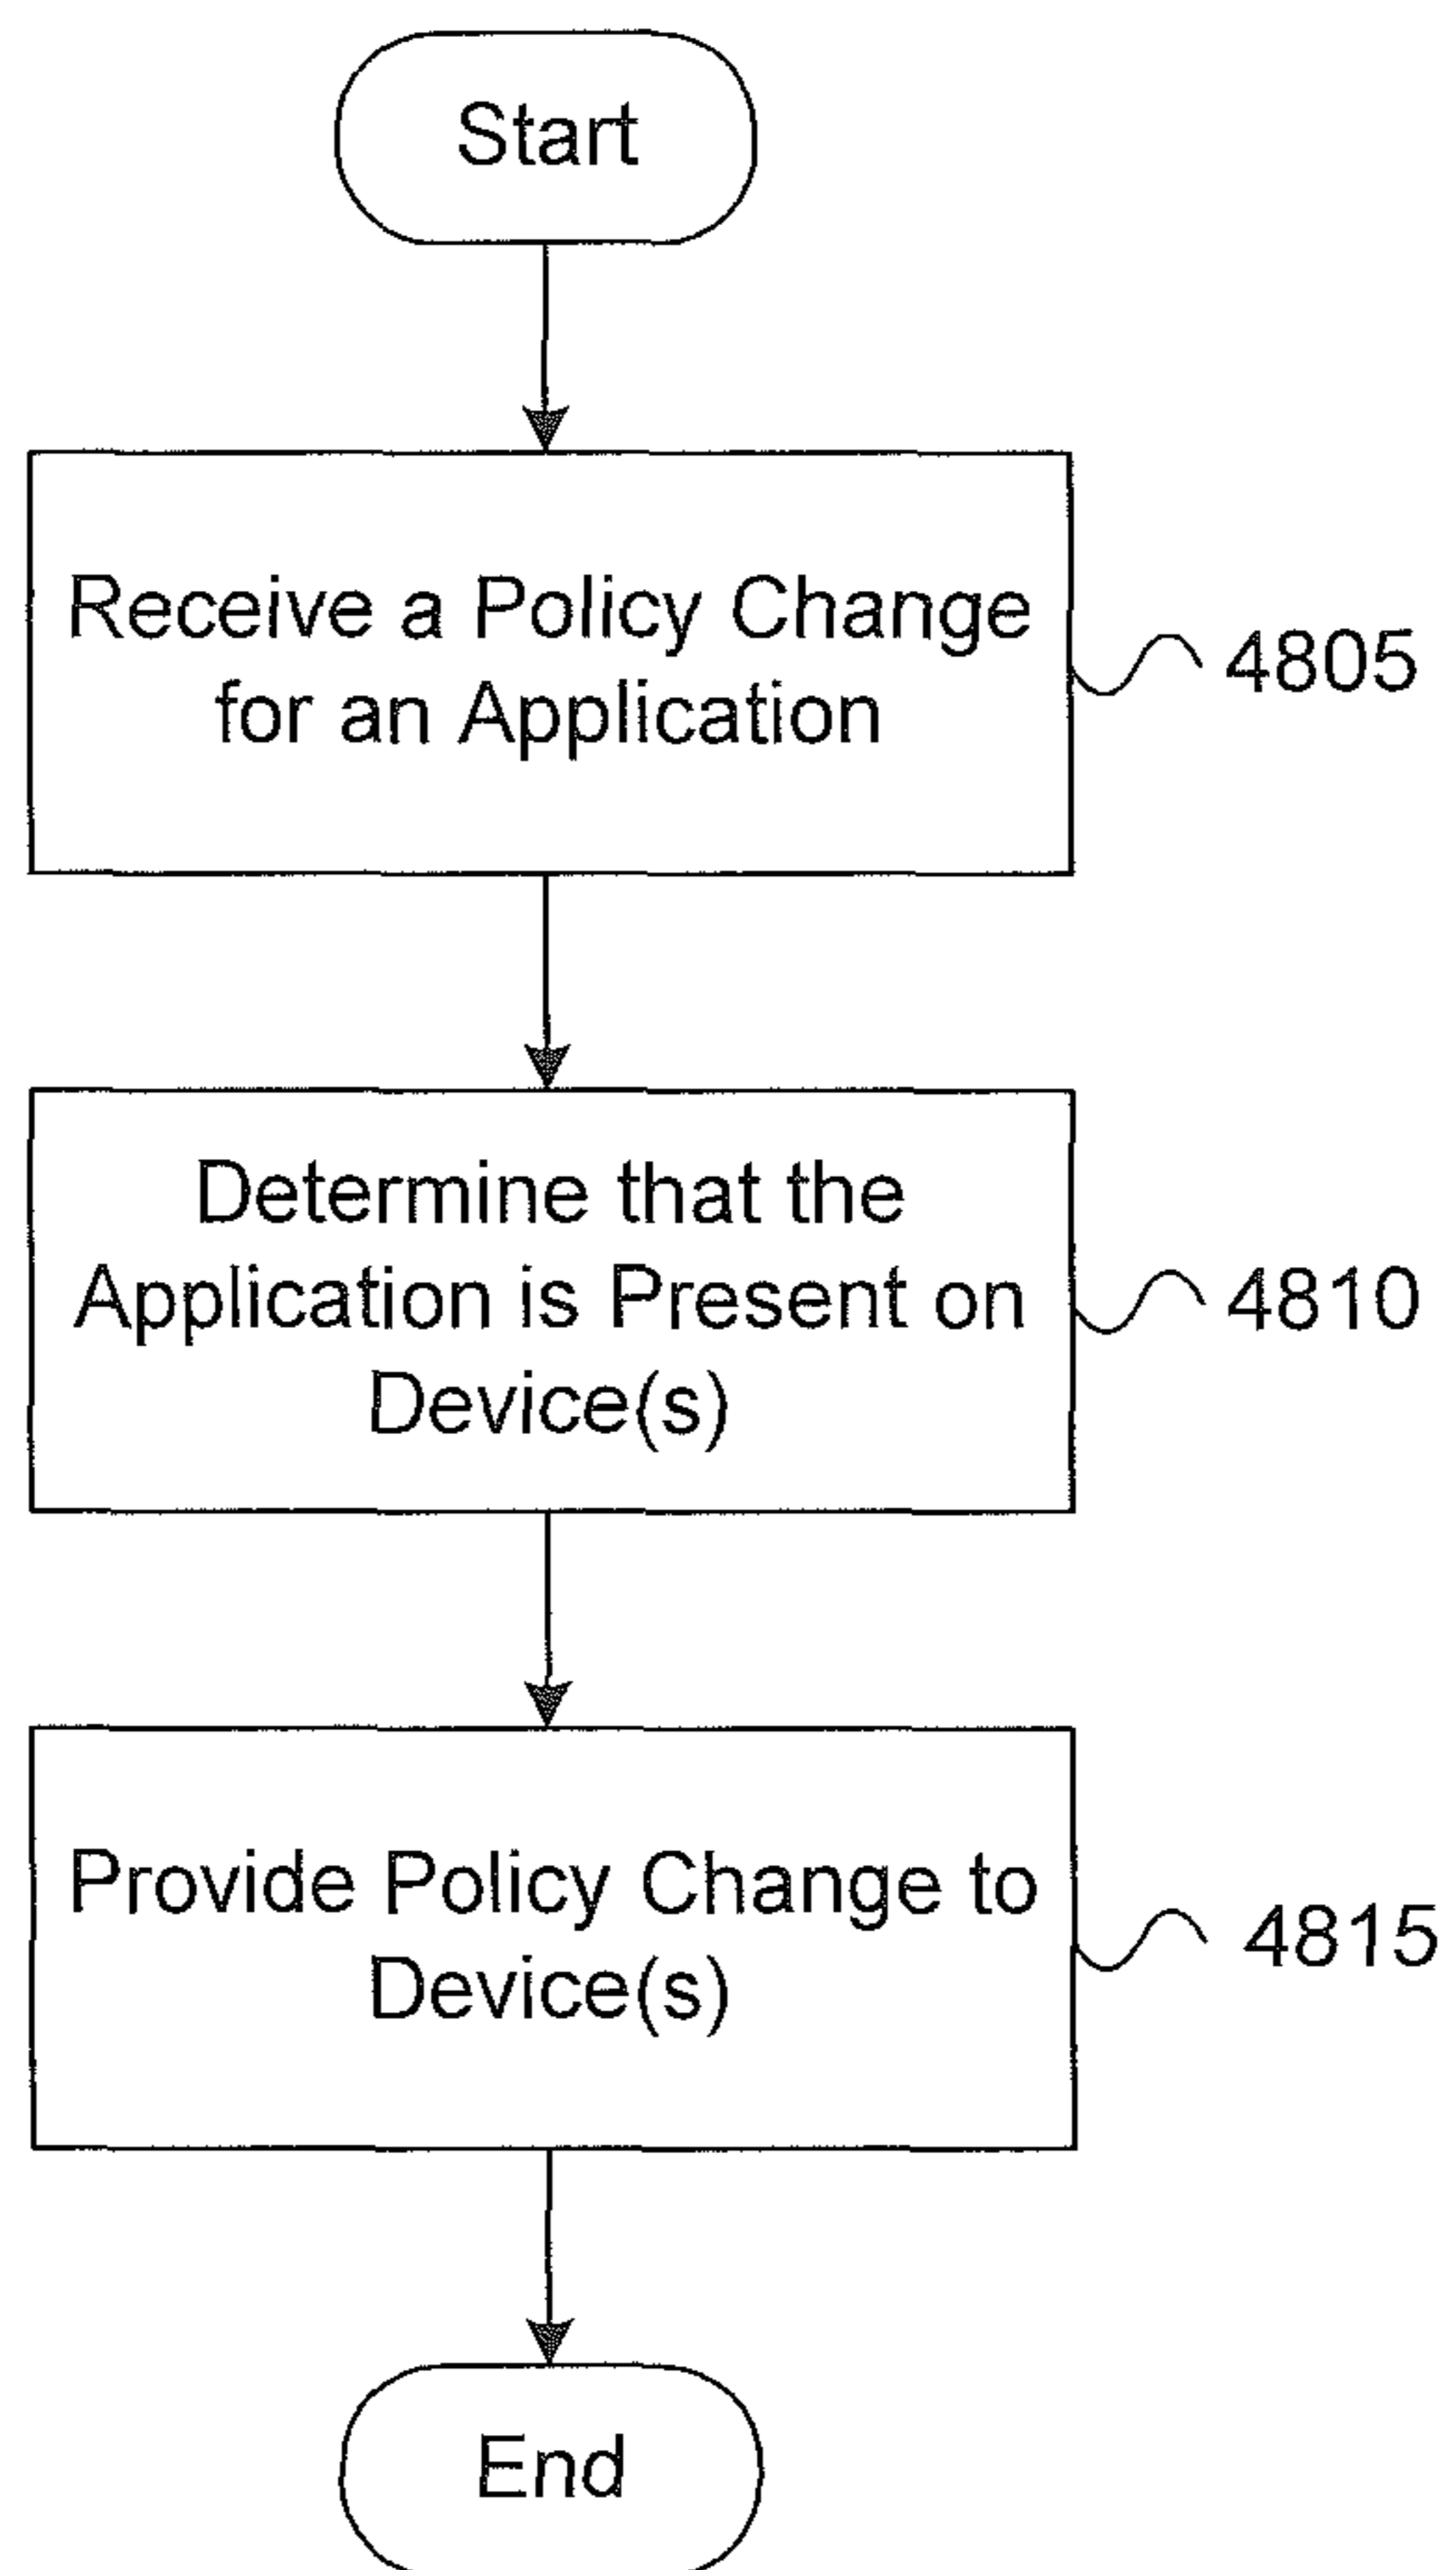 Start
Receive a Policy Change
for an Application
4805
Determine that the
Application is Present on
Device(s)
4810
Provide Policy Change to
Device(s)
4815
End